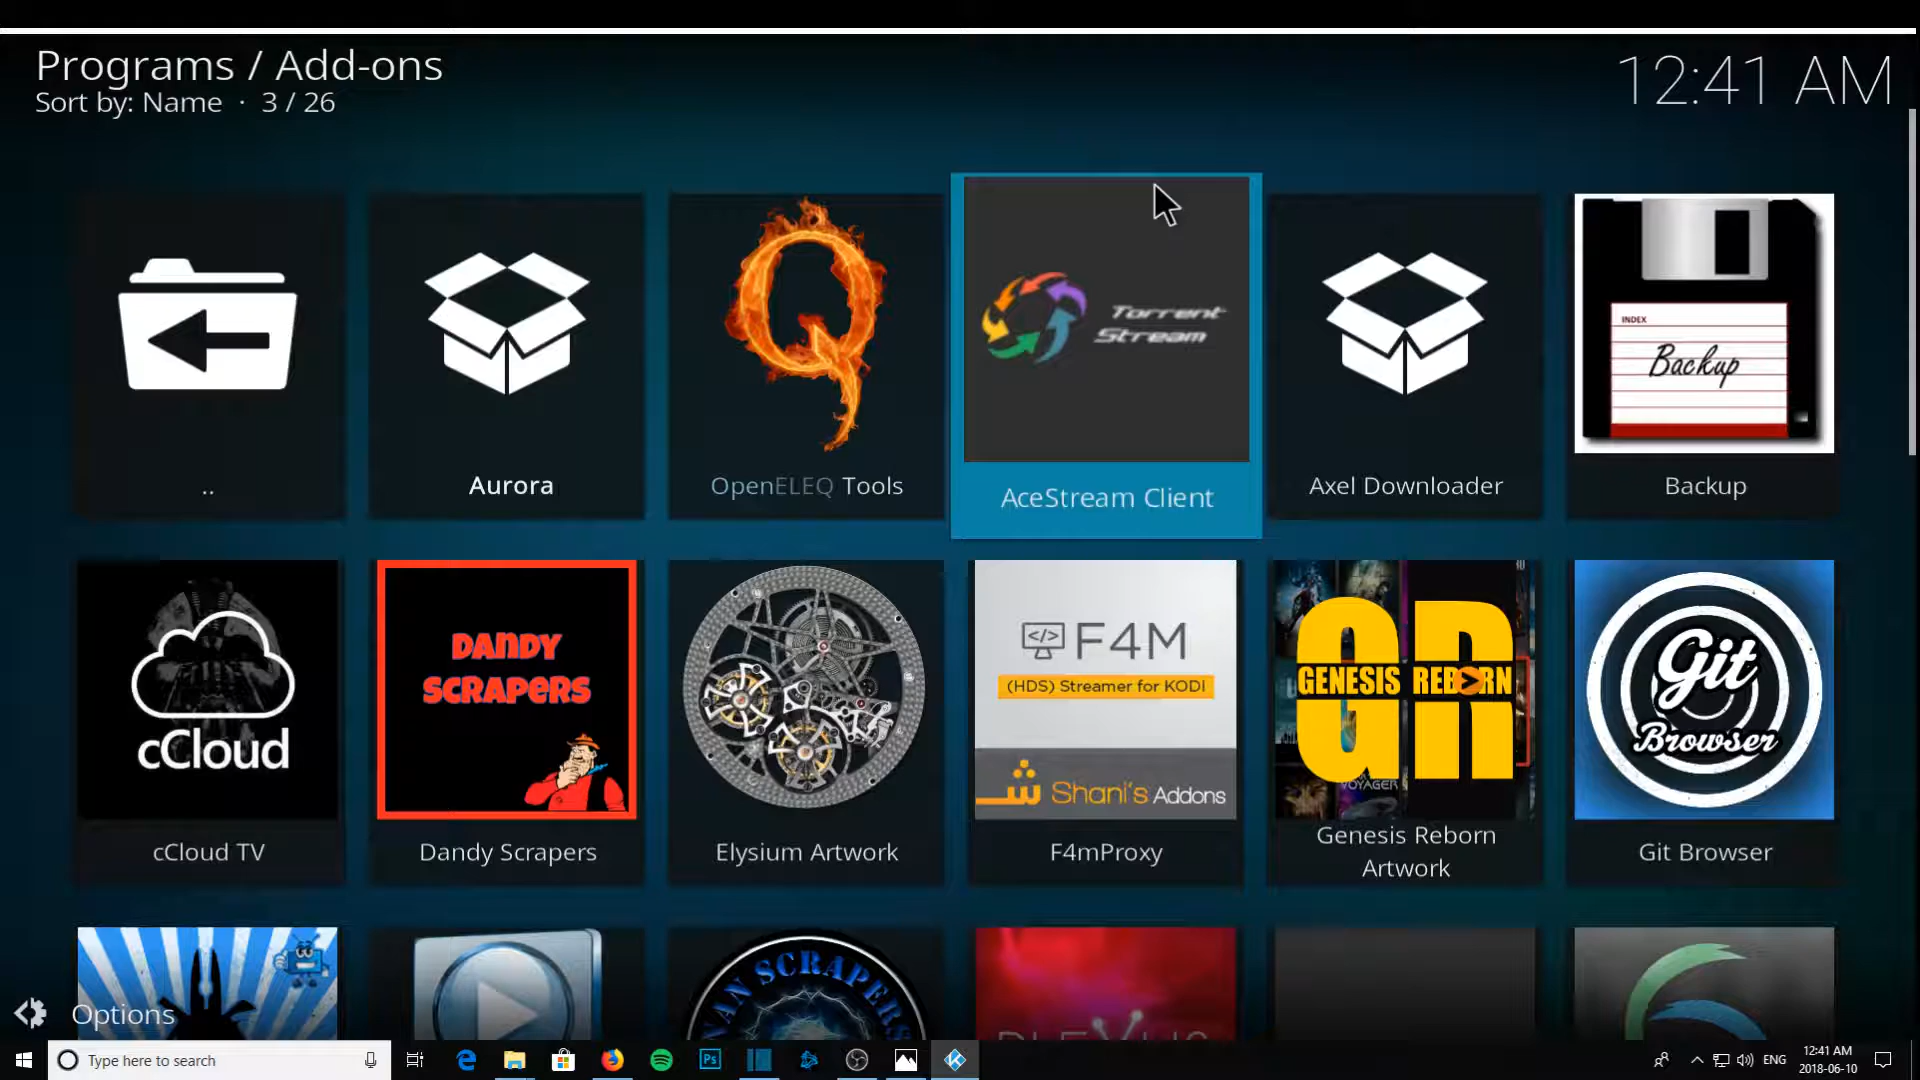 Programs / Add-ons
Sort by: Name · 3 / 26
12:41 AM
..
Aurora
OpenELEQ Tools
Torrent
Stream
AceStream Client
Axel Downloader
INDEX
Backup
Backup
cCloud
cCloud TV
DANDY
SCRAPERS
Dandy Scrapers
Elysium Artwork
</> F4M
(HDS) Streamer for KODI
Shani's Addons
F4mProxy
GR
GENESIS REBORN
VOYAGER
Genesis Reborn
Artwork
Git
Browser
Git Browser
SCRAPERS
Options
Type here to search
Ps
ENG
12:41 AM
2018-06-10